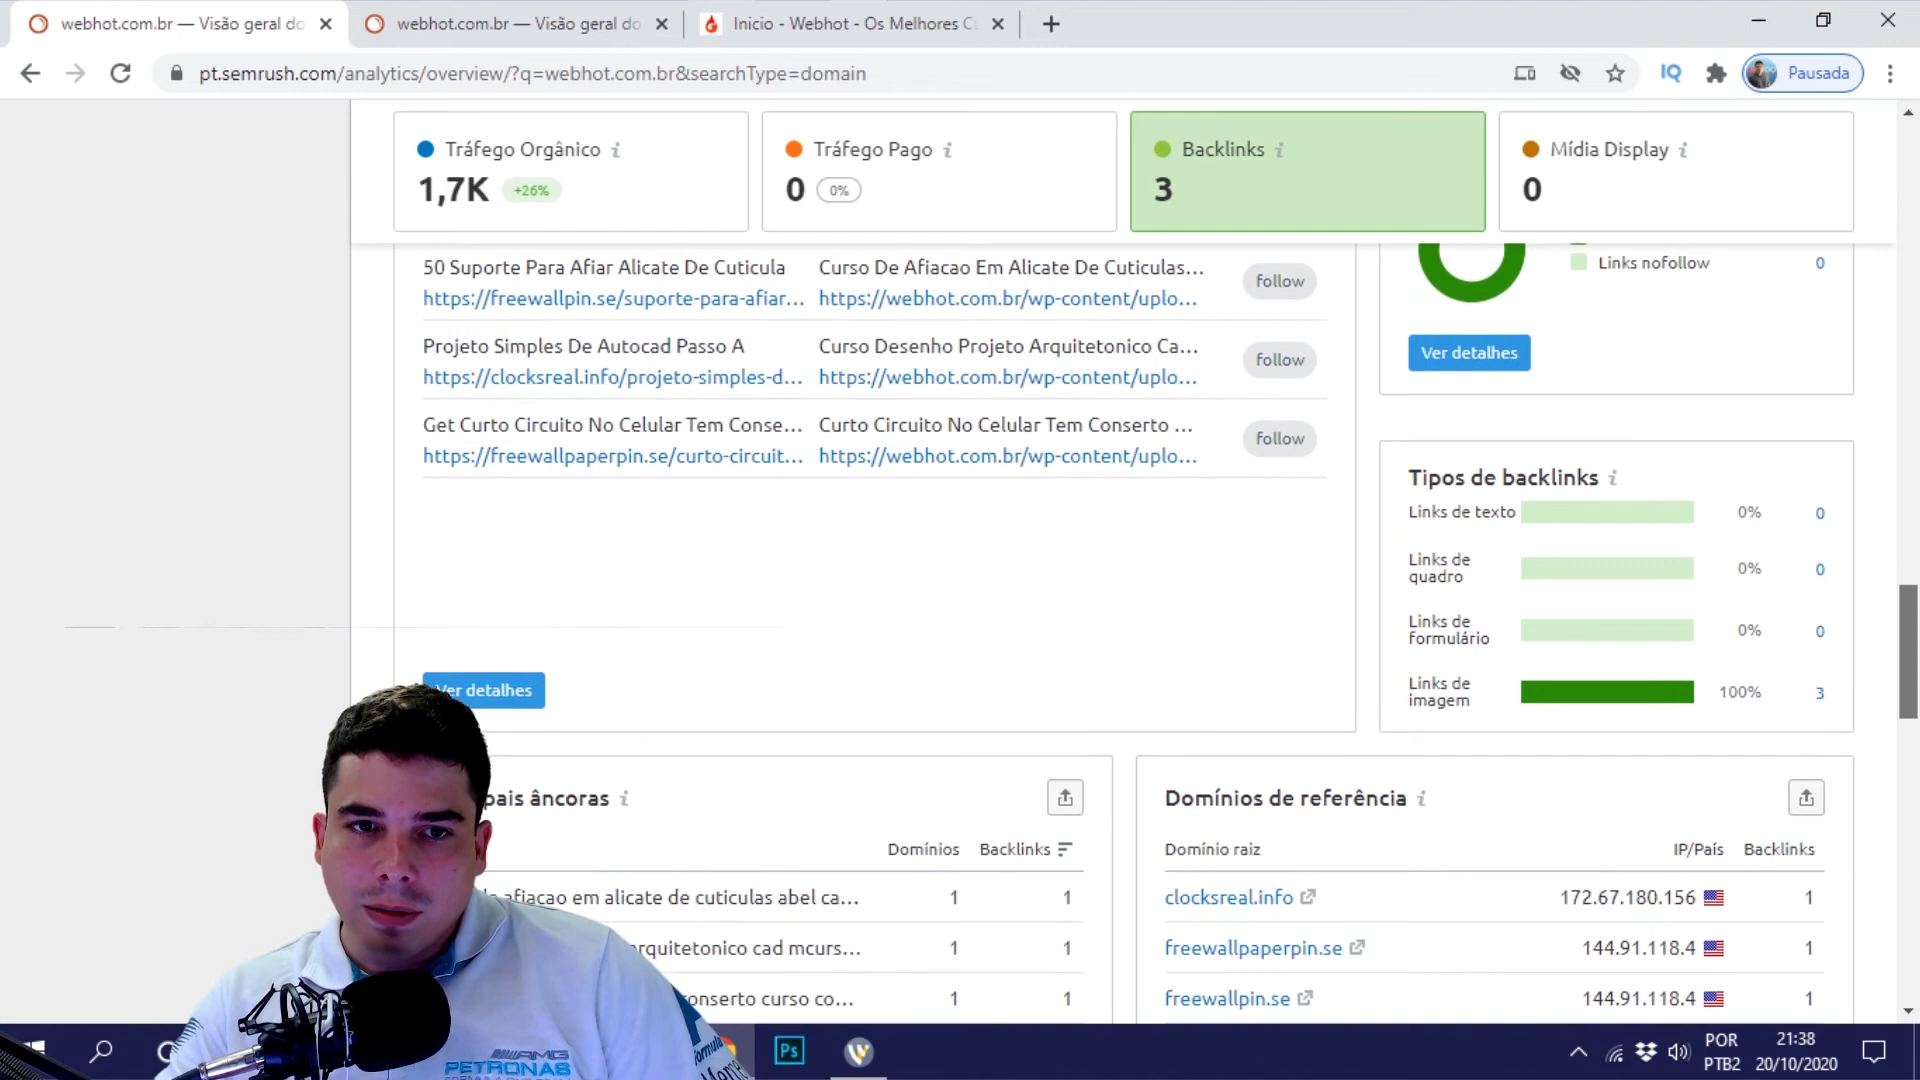 webhot.com.br — Visão geral do
webhot.com.br — Visão geral do
Inicio - Webhot - Os Melhores
pt.semrush.com/analytics/overview/?q=webhot.com.br&searchType=domain
IQ
Pausada
Tráfego Orgânico
1,7K +26%
Tráfego Pago
0 0%
Backlinks
3
Mídia Display
0
50 Suporte Para Afiar Alicate De Cuticula
https://freewallpin.se/suporte-para-afiar...
Curso De Afiacao Em Alicate De Cuticulas...
https://webhot.com.br/wp-content/uplo...
follow
Projeto Simples De Autocad Passo A
https://clocksreal.info/projeto-simples-d...
Curso Desenho Projeto Arquitetonico Ca...
https://webhot.com.br/wp-content/uplo...
follow
Get Curto Circuito No Celular Tem Conse...
https://freewallpaperpin.se/curto-circuit...
Curto Circuito No Celular Tem Conserto ...
https://webhot.com.br/wp-content/uplo...
follow
Ver detalhes
Links nofollow 0
Ver detalhes
Tipos de backlinks
Links de texto 0% 0
Links de
quadro 0% 0
Links de
formulário 0% 0
Links de
imagem 100% 3
pais âncoras
Domínios Backlinks
afiacao em alicate de cuticulas abel ca... 1 1
rquitetonico cad mcurs... 1 1
onserto curso co... 1 1
Domínios de referência
Domínio raiz IP/País Backlinks
clocksreal.info 172.67.180.156 1
freewallpaperpin.se 144.91.118.4 1
freewallpin.se 144.91.118.4 1
AMG
PETRONAS
Ps
POR
PTB2
21:38
20/10/2020